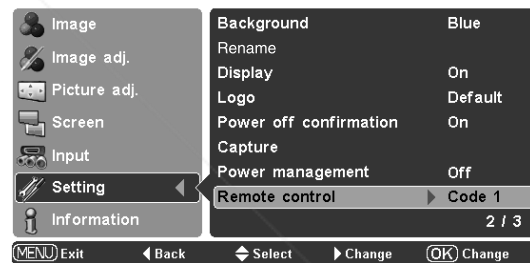 Image
Image adj.
Picture adj.
Screen
Input
Setting
Information
Background Blue
Rename
Display On
Logo Default
Power off confirmation On
Capture
Power management Off
Remote control Code 1
2 / 3
MENU Exit Back Select Change OK Change